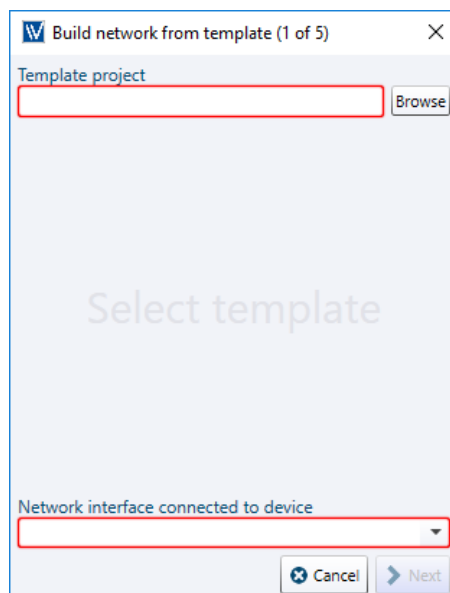 Build network from template (1 of 5)
Template project
Browse
Select template
Network interface connected to device
Cancel
Next